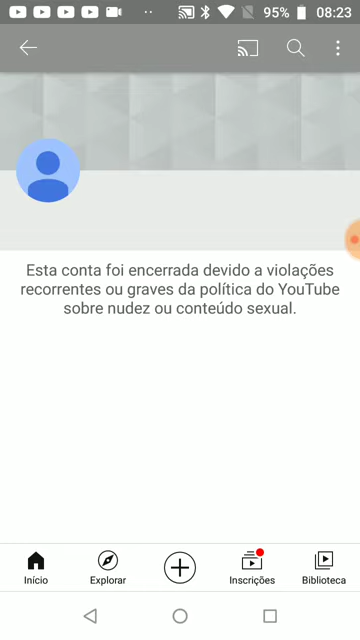 95% 08:23
Esta conta foi encerrada devido a violações
recorrentes ou graves da política do YouTube
sobre nudez ou conteúdo sexual.
Início Explorar Inscrições Biblioteca